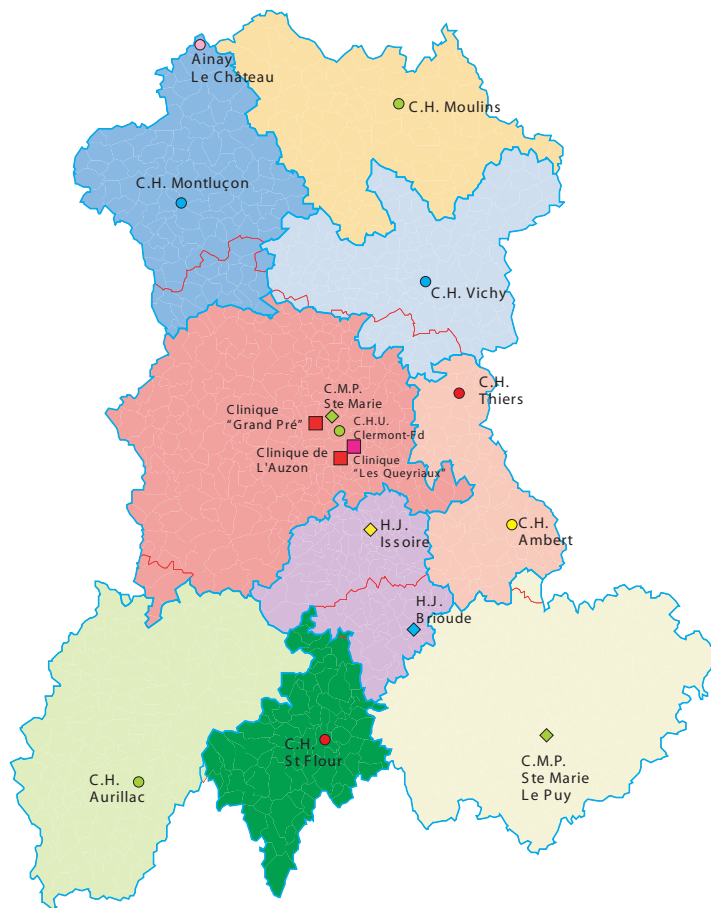 Ainay
Le Château
C.H. Moulins
C.H. Montluçon
C.H. Vichy
C.H.
Thiers
C.M.P.
Ste Marie
Clinique
“Grand Pré”
C.H.U.
Clermont-Fd
Clinique de
L'Auzon
Clinique
“Les Queyriaux”
H.J.
Issoire
C.H.
Ambert
H.J.
Brioude
C.H.
St Flour
C.H.
Aurillac
C.M.P.
Ste Marie
Le Puy